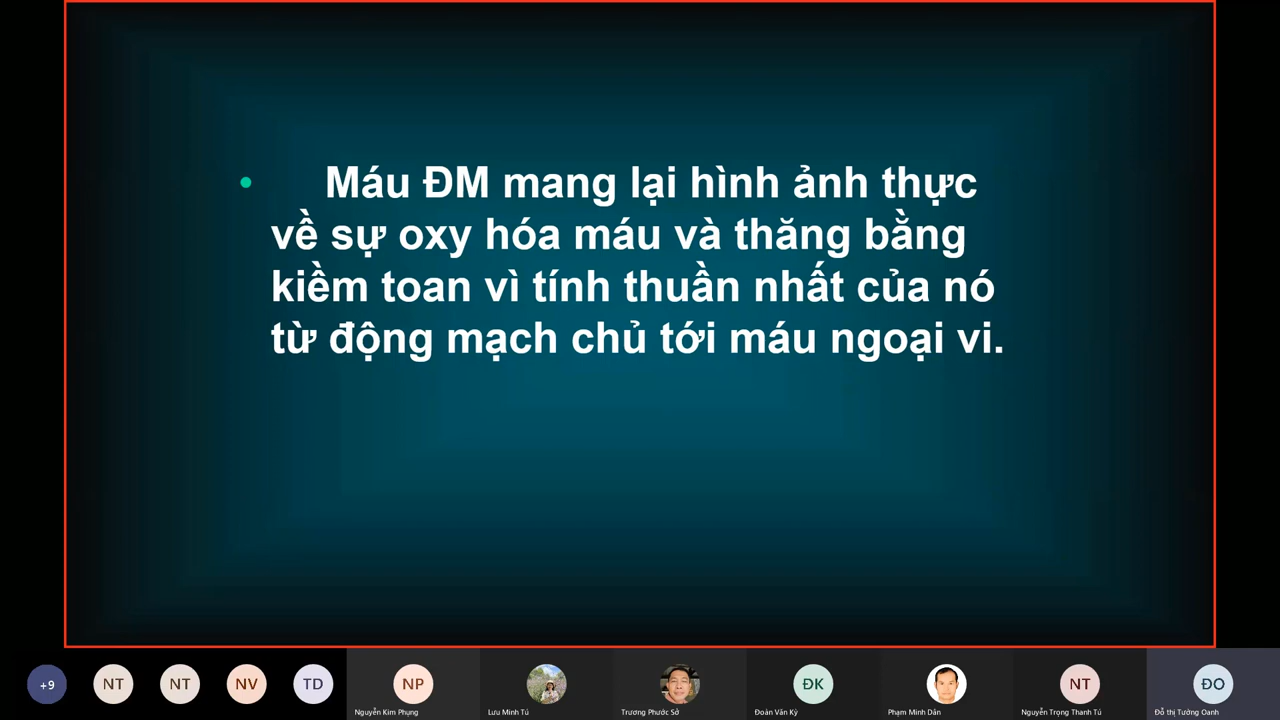 Máu ĐM mang lại hình ảnh thực
về sự oxy hóa máu và thăng bằng
kiềm toan vì tính thuần nhất của nó
từ động mạch chủ tới máu ngoại vi.
+9
NT
NT
NV
TD
NP
ĐK
NT
ĐO
Nguyễn Kim Phụng
Lưu Minh Tú
Trương Phước Sở
Đoàn Văn Kỳ
Phạm Minh Dân
Nguyễn Trọng Thanh Tú
Đỗ thị Tường Oanh